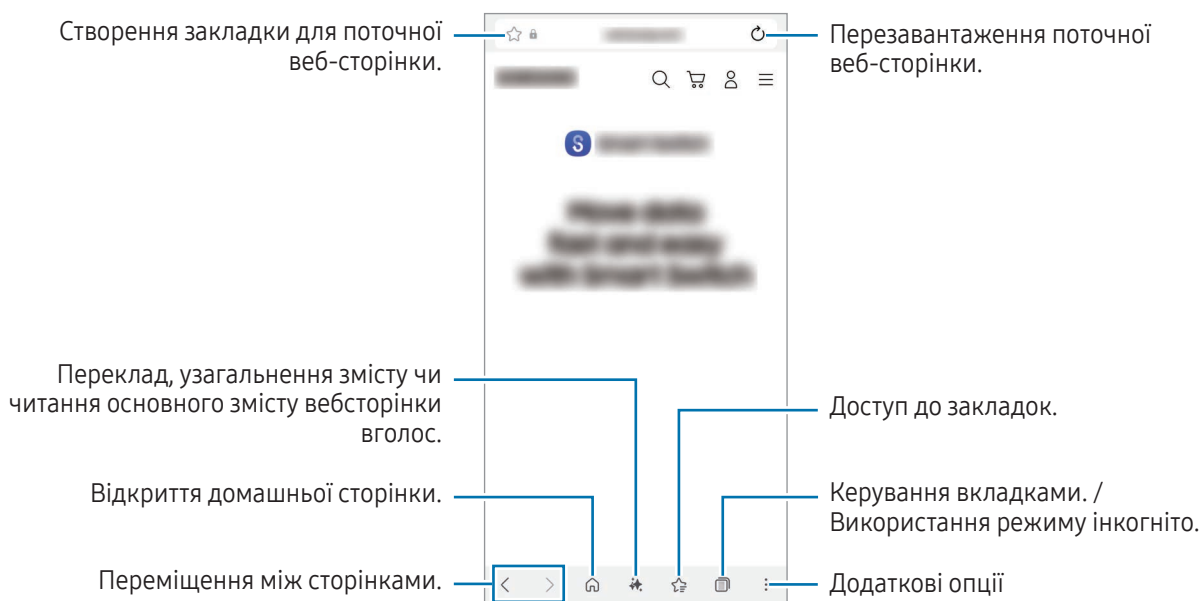 Створення закладки для поточної
веб-сторінки.
Перезавантаження поточної
веб-сторінки.
S
Переклад, узагальнення змісту чи
читання основного змісту вебсторінки
вголос.
Доступ до закладок.
Відкриття домашньої сторінки.
Керування вкладками. /
Використання режиму інкогніто.
Переміщення між сторінками.
Додаткові опції